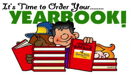 It's Time to Order Your.......
YEARBOOK!